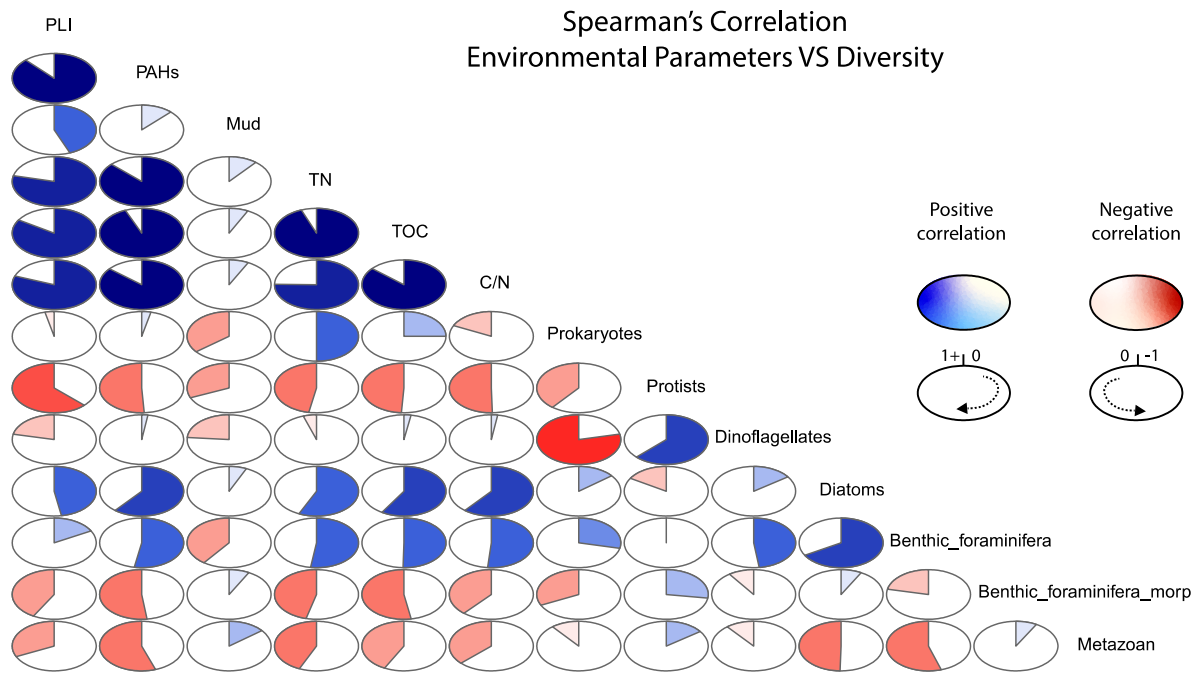 Spearman's Correlation
Environmental Parameters VS Diversity
PLI
PAHs
Mud
TN
TOC
C/N
Prokaryotes
Protists
Dinoflagellates
Diatoms
Benthic_foraminifera
Benthic_foraminifera_morp
Metazoan
Positive
correlation
Negative
correlation
1+ 0
0 -1